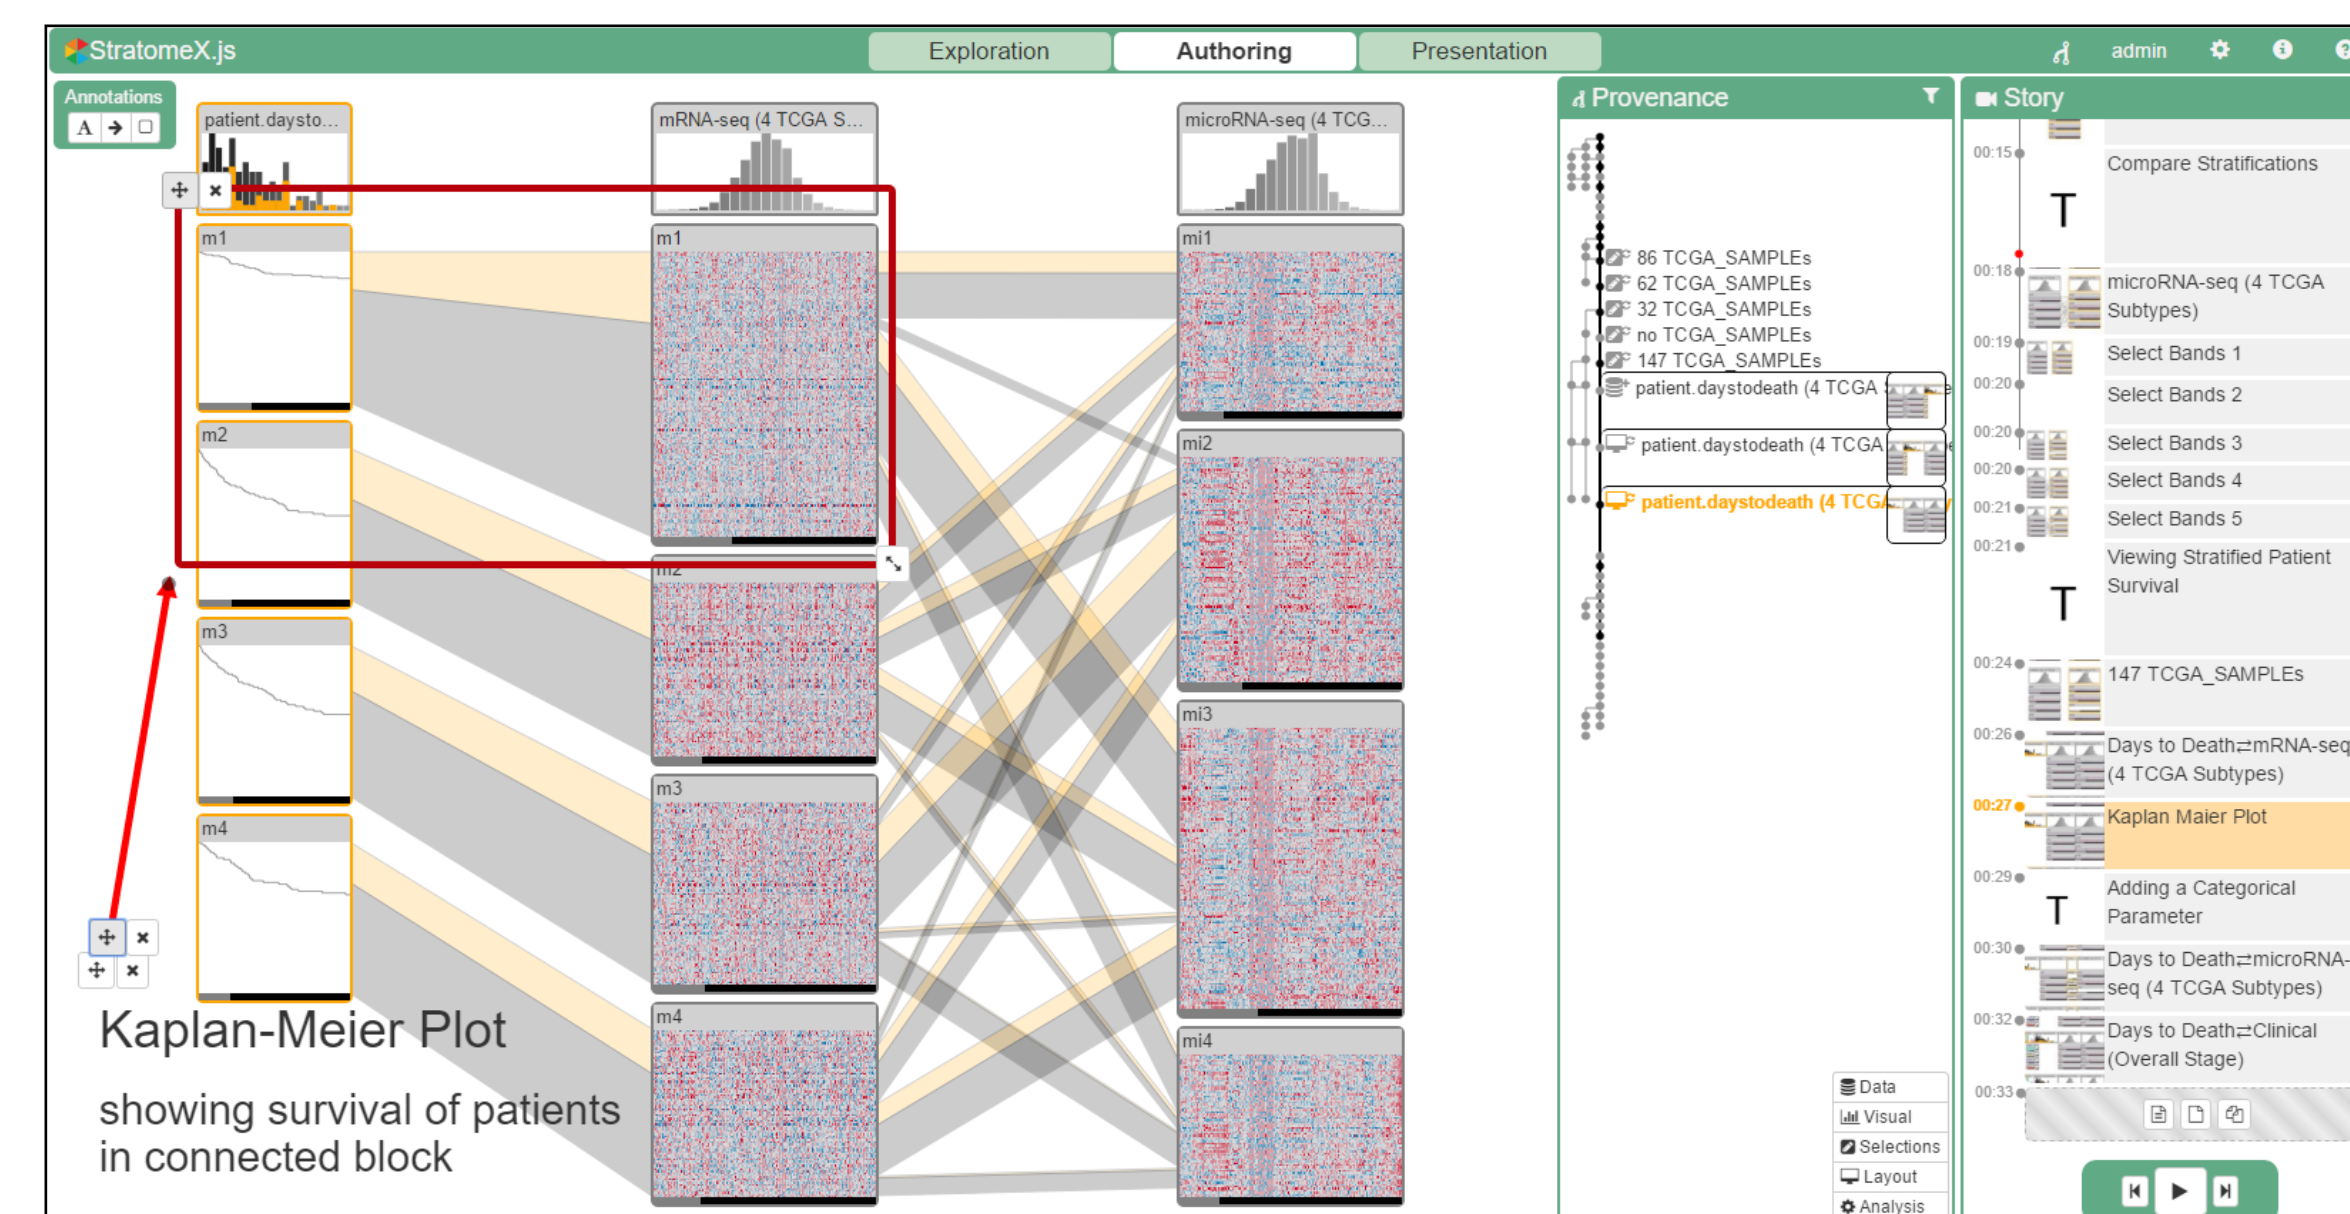 StratomeX.js
Exploration
Authoring
Presentation
admin
Annotations
A
patient.daysto...
m1
m2
m3
m4
mRNA-seq (4 TCGA S...
m1
m2
m3
m4
microRNA-seq (4 TCG...
mi1
mi2
mi3
mi4
Kaplan-Meier Plot
showing survival of patients
in connected block
Provenance
86 TCGA_SAMPLEs
62 TCGA_SAMPLEs
32 TCGA_SAMPLEs
no TCGA_SAMPLEs
147 TCGA_SAMPLEs
patient.daystodeath (4 TCGA
patient.daystodeath (4 TCGA
patient.daystodeath (4 TCGA
Data
Visual
Selections
Layout
Analysis
Story
00:15
Compare Stratifications
T
00:18
microRNA-seq (4 TCGA
Subtypes)
00:19
Select Bands 1
00:20
Select Bands 2
00:20
Select Bands 3
00:20
Select Bands 4
00:21
Select Bands 5
00:21
Viewing Stratified Patient
Survival
T
00:24
147 TCGA_SAMPLEs
00:26
Days to Death⇄mRNA-seq
(4 TCGA Subtypes)
00:27
Kaplan Maier Plot
00:29
Adding a Categorical
Parameter
T
00:30
Days to Death⇄microRNA-
seq (4 TCGA Subtypes)
00:32
Days to Death⇄Clinical
(Overall Stage)
00:33